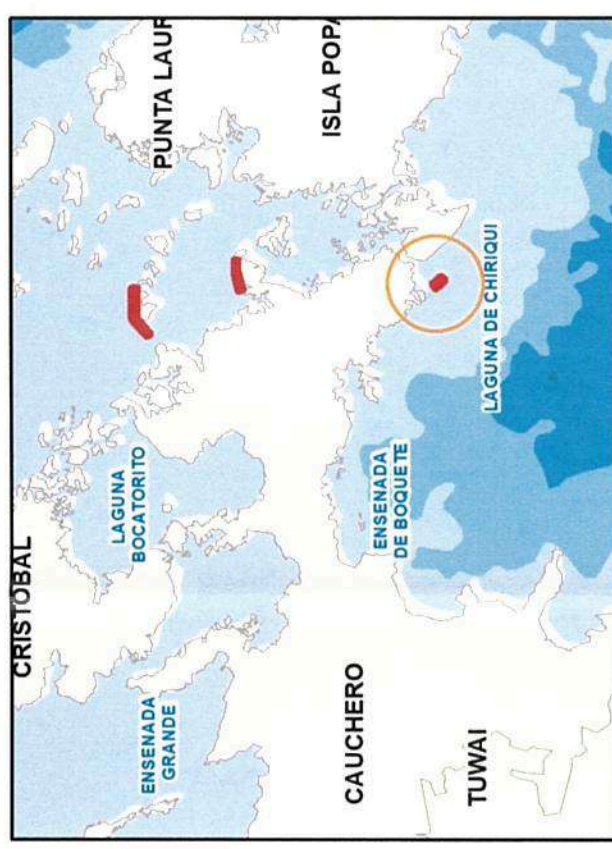 CRISTOBAL
PUNTA LAUR
ISLA POPA
LAGUNA
BOCATORITO
ENSENADA
GRANDE
ENSENADA
DE BOQUETE
LAGUNA DE CHIRIQUI
CAUCHERO
TUWAI